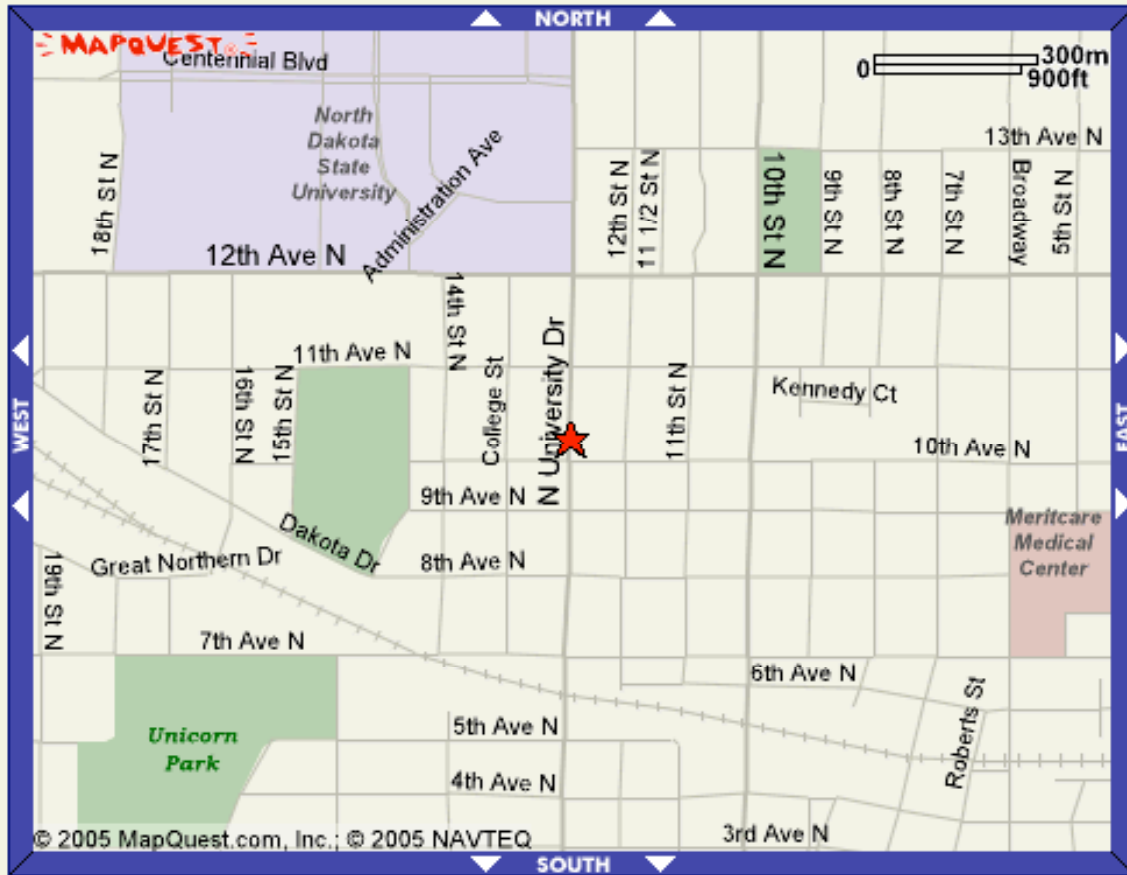 NORTH
MAPQUEST®
Centennial Blvd
0
300m
900ft
North
Dakota
State
University
13th Ave N
18th St N
Administration Ave
12th St N
11 1/2 St N
10th St N
9th St N
8th St N
7th St N
Broadway
5th St N
12th Ave N
14th St N
N University Dr
11th Ave N
17th St N
16th St N
15th St N
College St
11th St N
Kennedy Ct
WEST
EAST
10th Ave N
9th Ave N
Dakota Dr
Meritcare
Medical
Center
Great Northern Dr
8th Ave N
19th St N
7th Ave N
6th Ave N
Roberts St
Unicorn
Park
5th Ave N
4th Ave N
© 2005 MapQuest.com, Inc.; © 2005 NAVTEQ
3rd Ave N
SOUTH